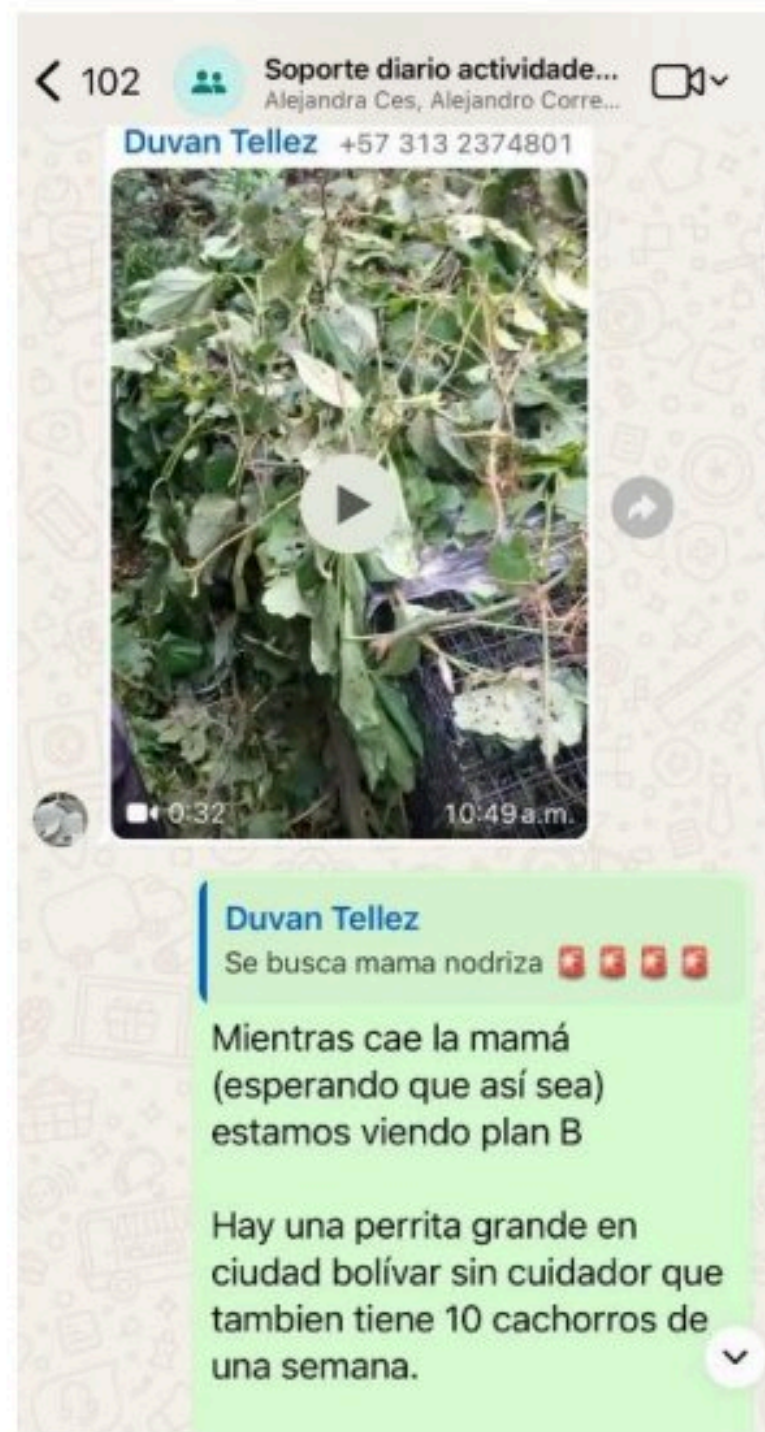 102
Soporte diario actividade...
Alejandra Ces, Alejandro Corre...
Duvan Tellez +57 313 2374801
0:32 10:49 a.m.
Duvan Tellez
Se busca mama nodriza 🚨 🚨 🚨 🚨
Mientras cae la mamá
(esperando que así sea)
estamos viendo plan B
Hay una perrita grande en
ciudad bolívar sin cuidador que
tambien tiene 10 cachorros de
una semana.